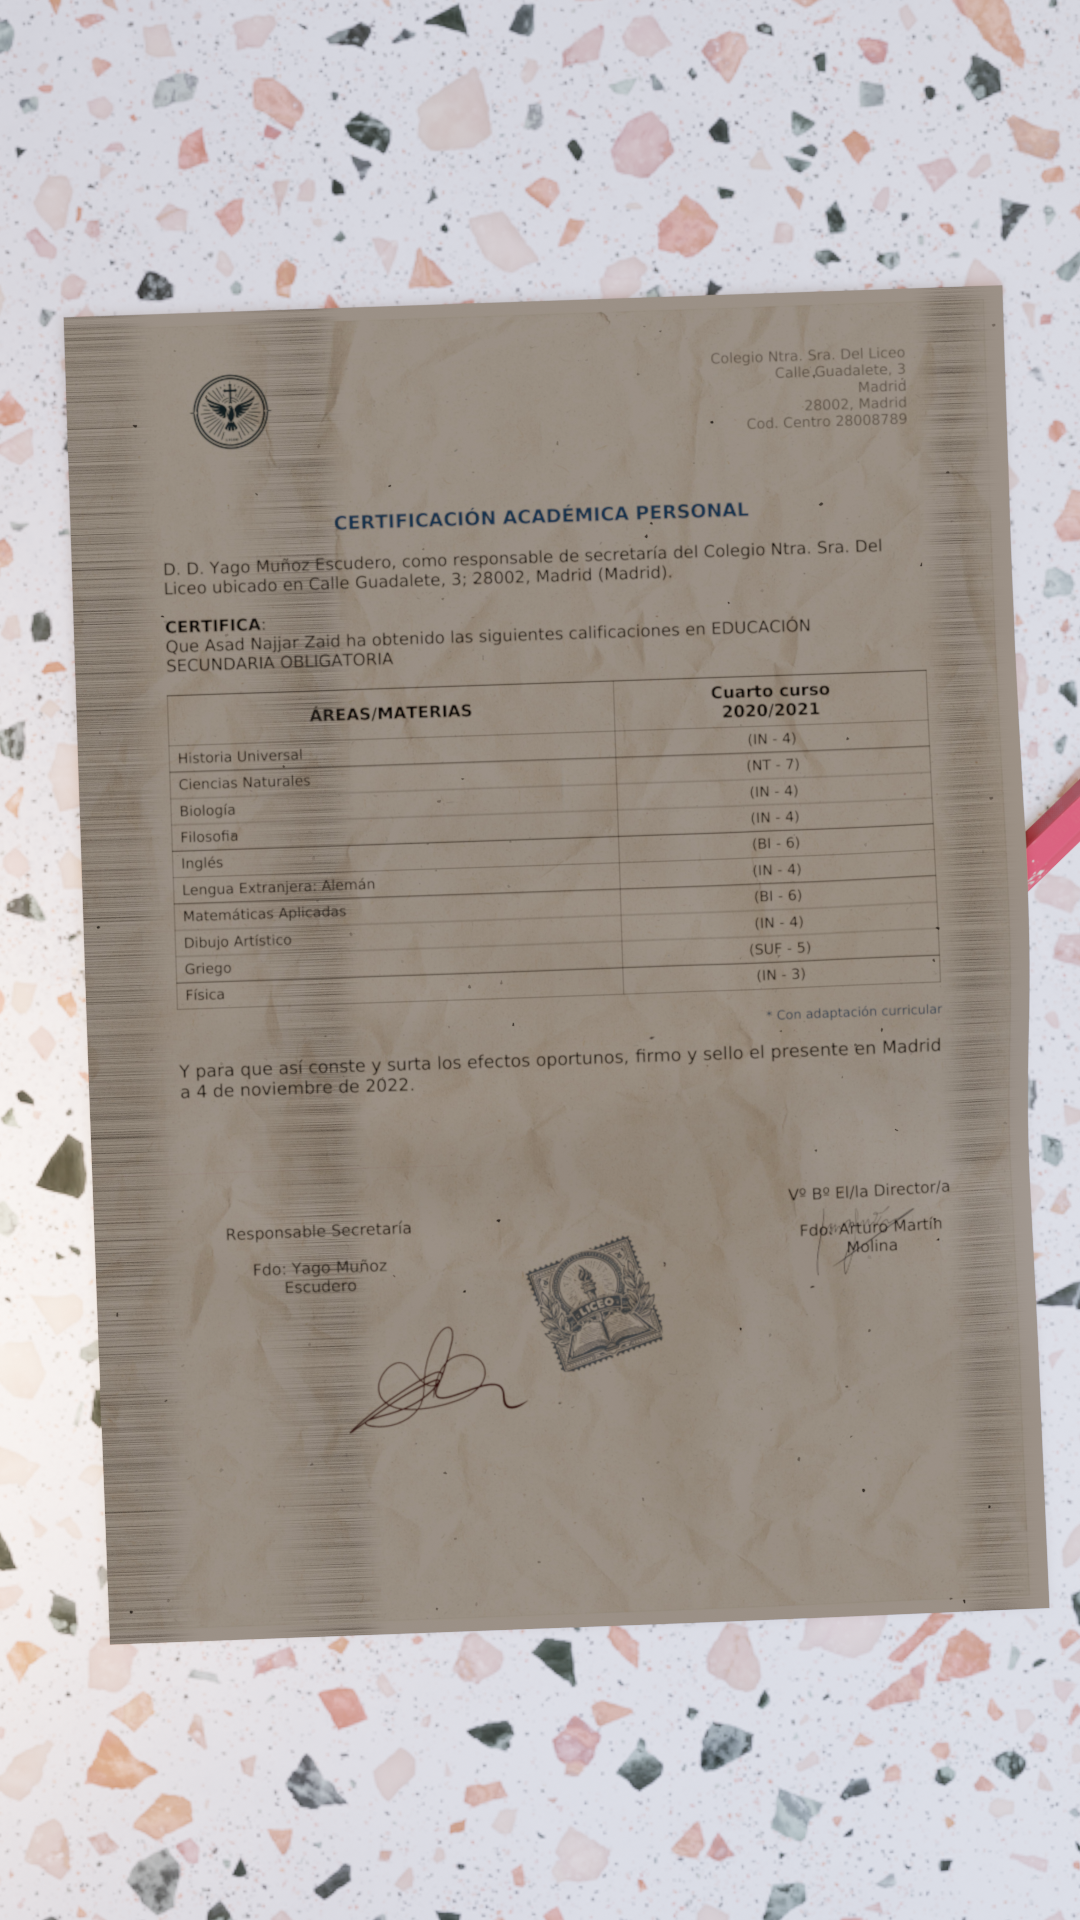 Colegio Ntra. Sra. Del Liceo
Calle Guadalete, 3
Madrid
28002, Madrid
Cod. Centro 28008789
CERTIFICACIÓN ACADÉMICA PERSONAL
D. D. Yago Muñoz Escudero, como responsable de secretaría del Colegio Ntra. Sra. Del
Liceo ubicado en Calle Guadalete, 3; 28002, Madrid (Madrid).
CERTIFICA:
Que Asad Najjar Zaid ha obtenido las siguientes calificaciones en EDUCACIÓN
SECUNDARIA OBLIGATORIA
ÁREAS/MATERIAS Cuarto curso
2020/2021
Historia Universal (IN - 4)
Ciencias Naturales (NT - 7)
Biología (IN - 4)
Filosofia (IN - 4)
Inglés (BI - 6)
Lengua Extranjera: Alemán (IN - 4)
Matemáticas Aplicadas (BI - 6)
Dibujo Artístico (IN - 4)
Griego (SUF - 5)
Física (IN - 3)
* Con adaptación curricular
Y para que así conste y surta los efectos oportunos, firmo y sello el presente en Madrid
a 4 de noviembre de 2022.
Responsable Secretaría
Fdo: Yago Muñoz
Escudero
LICEO
Vº Bº El/la Director/a
Fdo: Arturo Martín
Molina